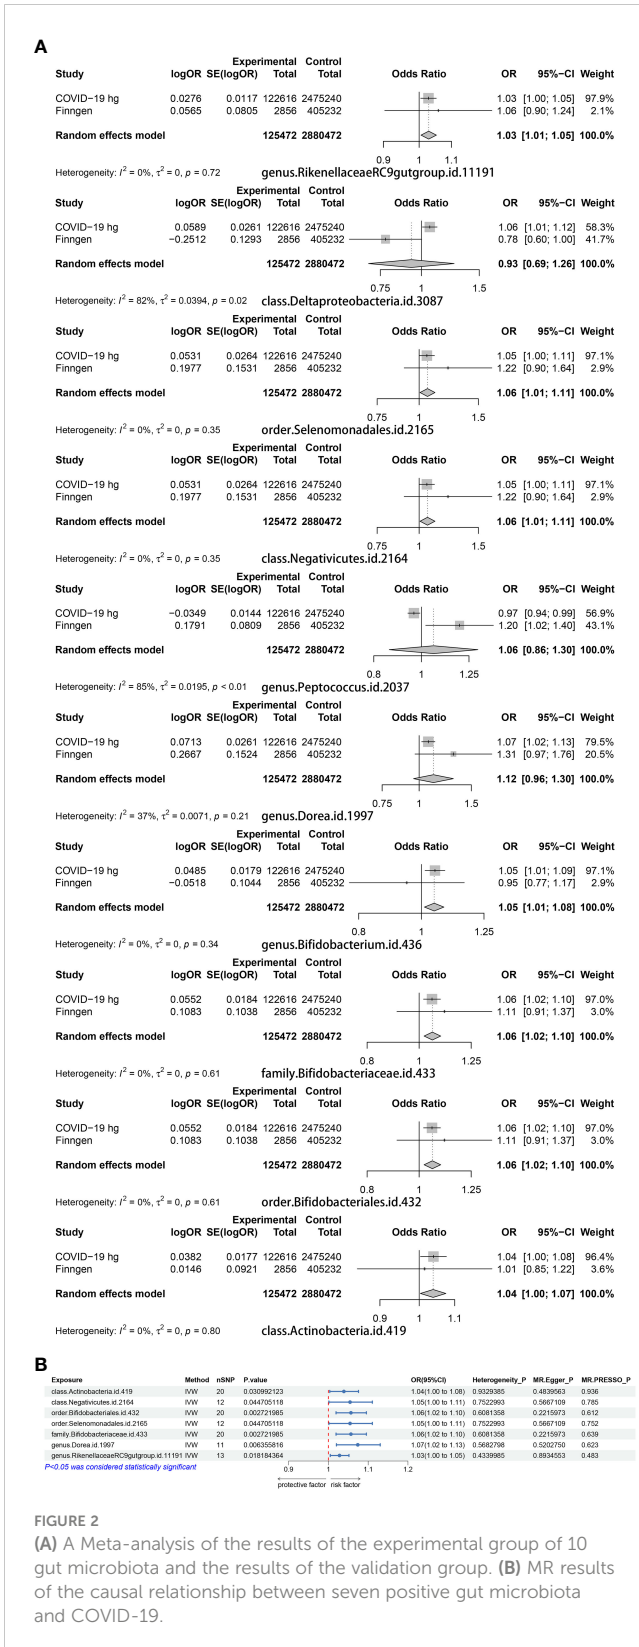 A
Experimental Control
Study logOR SE(logOR) Total Total Odds Ratio OR 95%−CI Weight
COVID−19 hg 0.0276 0.0117 122616 2475240 1.03 [1.00; 1.05] 97.9%
Finngen 0.0565 0.0805 2856 405232 1.06 [0.90; 1.24] 2.1%
Random effects model 125472 2880472 1.03 [1.01; 1.05] 100.0%
0.9 1 1.1
Heterogeneity: I² = 0%, τ² = 0, p = 0.72 genus.RikenellaceaeRC9gutgroup.id.11191
Experimental Control
Study logOR SE(logOR) Total Total Odds Ratio OR 95%−CI Weight
COVID−19 hg 0.0589 0.0261 122616 2475240 1.06 [1.01; 1.12] 58.3%
Finngen −0.2512 0.1293 2856 405232 0.78 [0.60; 1.00] 41.7%
Random effects model 125472 2880472 0.93 [0.69; 1.26] 100.0%
0.75 1 1.5
Heterogeneity: I² = 82%, τ² = 0.0394, p = 0.02 class.Deltaproteobacteria.id.3087
Experimental Control
Study logOR SE(logOR) Total Total Odds Ratio OR 95%−CI Weight
COVID−19 hg 0.0531 0.0264 122616 2475240 1.05 [1.00; 1.11] 97.1%
Finngen 0.1977 0.1531 2856 405232 1.22 [0.90; 1.64] 2.9%
Random effects model 125472 2880472 1.06 [1.01; 1.11] 100.0%
0.75 1 1.5
Heterogeneity: I² = 0%, τ² = 0, p = 0.35 order.Selenomonadales.id.2165
Experimental Control
Study logOR SE(logOR) Total Total Odds Ratio OR 95%−CI Weight
COVID−19 hg 0.0531 0.0264 122616 2475240 1.05 [1.00; 1.11] 97.1%
Finngen 0.1977 0.1531 2856 405232 1.22 [0.90; 1.64] 2.9%
Random effects model 125472 2880472 1.06 [1.01; 1.11] 100.0%
0.75 1 1.5
Heterogeneity: I² = 0%, τ² = 0, p = 0.35 class.Negativicutes.id.2164
Experimental Control
Study logOR SE(logOR) Total Total Odds Ratio OR 95%−CI Weight
COVID−19 hg −0.0349 0.0144 122616 2475240 0.97 [0.94; 0.99] 56.9%
Finngen 0.1791 0.0809 2856 405232 1.20 [1.02; 1.40] 43.1%
Random effects model 125472 2880472 1.06 [0.86; 1.30] 100.0%
0.8 1 1.25
Heterogeneity: I² = 85%, τ² = 0.0195, p < 0.01 genus.Peptococcus.id.2037
Experimental Control
Study logOR SE(logOR) Total Total Odds Ratio OR 95%−CI Weight
COVID−19 hg 0.0713 0.0261 122616 2475240 1.07 [1.02; 1.13] 79.5%
Finngen 0.2667 0.1524 2856 405232 1.31 [0.97; 1.76] 20.5%
Random effects model 125472 2880472 1.12 [0.96; 1.30] 100.0%
0.75 1 1.5
Heterogeneity: I² = 37%, τ² = 0.0071, p = 0.21 genus.Dorea.id.1997
Experimental Control
Study logOR SE(logOR) Total Total Odds Ratio OR 95%−CI Weight
COVID−19 hg 0.0485 0.0179 122616 2475240 1.05 [1.01; 1.09] 97.1%
Finngen −0.0518 0.1044 2856 405232 0.95 [0.77; 1.17] 2.9%
Random effects model 125472 2880472 1.05 [1.01; 1.08] 100.0%
0.8 1 1.25
Heterogeneity: I² = 0%, τ² = 0, p = 0.34 genus.Bifidobacterium.id.436
Experimental Control
Study logOR SE(logOR) Total Total Odds Ratio OR 95%−CI Weight
COVID−19 hg 0.0552 0.0184 122616 2475240 1.06 [1.02; 1.10] 97.0%
Finngen 0.1083 0.1038 2856 405232 1.11 [0.91; 1.37] 3.0%
Random effects model 125472 2880472 1.06 [1.02; 1.10] 100.0%
0.8 1 1.25
Heterogeneity: I² = 0%, τ² = 0, p = 0.61 family.Bifidobacteriaceae.id.433
Experimental Control
Study logOR SE(logOR) Total Total Odds Ratio OR 95%−CI Weight
COVID−19 hg 0.0552 0.0184 122616 2475240 1.06 [1.02; 1.10] 97.0%
Finngen 0.1083 0.1038 2856 405232 1.11 [0.91; 1.37] 3.0%
Random effects model 125472 2880472 1.06 [1.02; 1.10] 100.0%
0.8 1 1.25
Heterogeneity: I² = 0%, τ² = 0, p = 0.61 order.Bifidobacteriales.id.432
Experimental Control
Study logOR SE(logOR) Total Total Odds Ratio OR 95%−CI Weight
COVID−19 hg 0.0382 0.0177 122616 2475240 1.04 [1.00; 1.08] 96.4%
Finngen 0.0146 0.0921 2856 405232 1.01 [0.85; 1.22] 3.6%
Random effects model 125472 2880472 1.04 [1.00; 1.07] 100.0%
0.9 1 1.1
Heterogeneity: I² = 0%, τ² = 0, p = 0.80 class.Actinobacteria.id.419
B
Exposure Method nSNP P.value OR(95%CI) Heterogeneity_P MR.Egger_P MR.PRESSO_P
class.Actinobacteria.id.419 IVW 20 0.030992123 1.04(1.00 to 1.08) 0.9329385 0.4839563 0.936
class.Negativicutes.id.2164 IVW 12 0.044705118 1.05(1.00 to 1.11) 0.7522993 0.5667109 0.785
order.Bifidobacteriales.id.432 IVW 20 0.002721985 1.06(1.02 to 1.10) 0.6081358 0.2215973 0.612
order.Selenomonadales.id.2165 IVW 12 0.044705118 1.05(1.00 to 1.11) 0.7522993 0.5667109 0.752
family.Bifidobacteriaceae.id.433 IVW 20 0.002721985 1.06(1.02 to 1.10) 0.6081358 0.2215973 0.639
genus.Dorea.id.1997 IVW 11 0.006355816 1.07(1.02 to 1.13) 0.5682798 0.5202750 0.623
genus.RikenellaceaeRC9gutgroup.id.11191 IVW 13 0.018184364 1.03(1.00 to 1.05) 0.4339985 0.8934553 0.483
P<0.05 was considered statistically significant
0.9 1 1.1 1.2
protective factor risk factor
FIGURE 2
(A) A Meta-analysis of the results of the experimental group of 10
gut microbiota and the results of the validation group. (B) MR results
of the causal relationship between seven positive gut microbiota
and COVID-19.